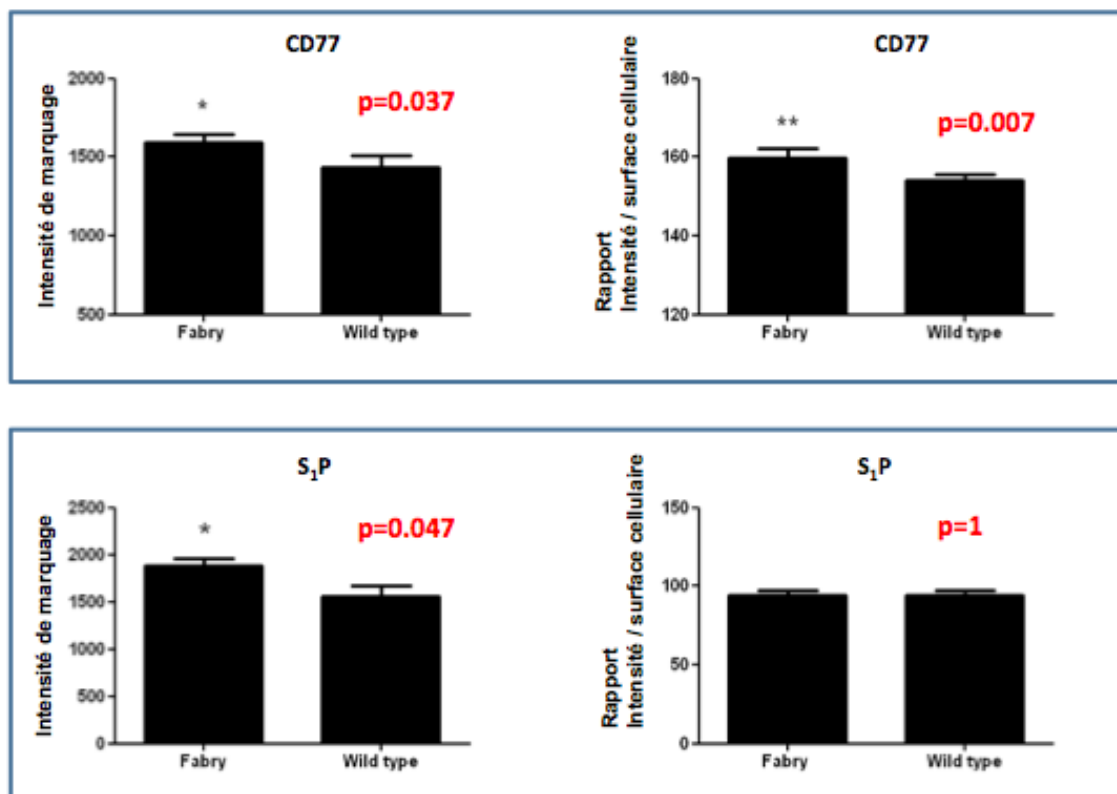 CD77
Intensité de marquage
2000
1500
1000
500
*
p=0.037
Fabry
Wild type
CD77
Rapport
Intensité / surface cellulaire
180
160
140
120
**
p=0.007
Fabry
Wild type
S₁P
Intensité de marquage
2500
2000
1500
1000
500
0
*
p=0.047
Fabry
Wild type
S₁P
Rapport
Intensité / surface cellulaire
150
100
50
0
p=1
Fabry
Wild type